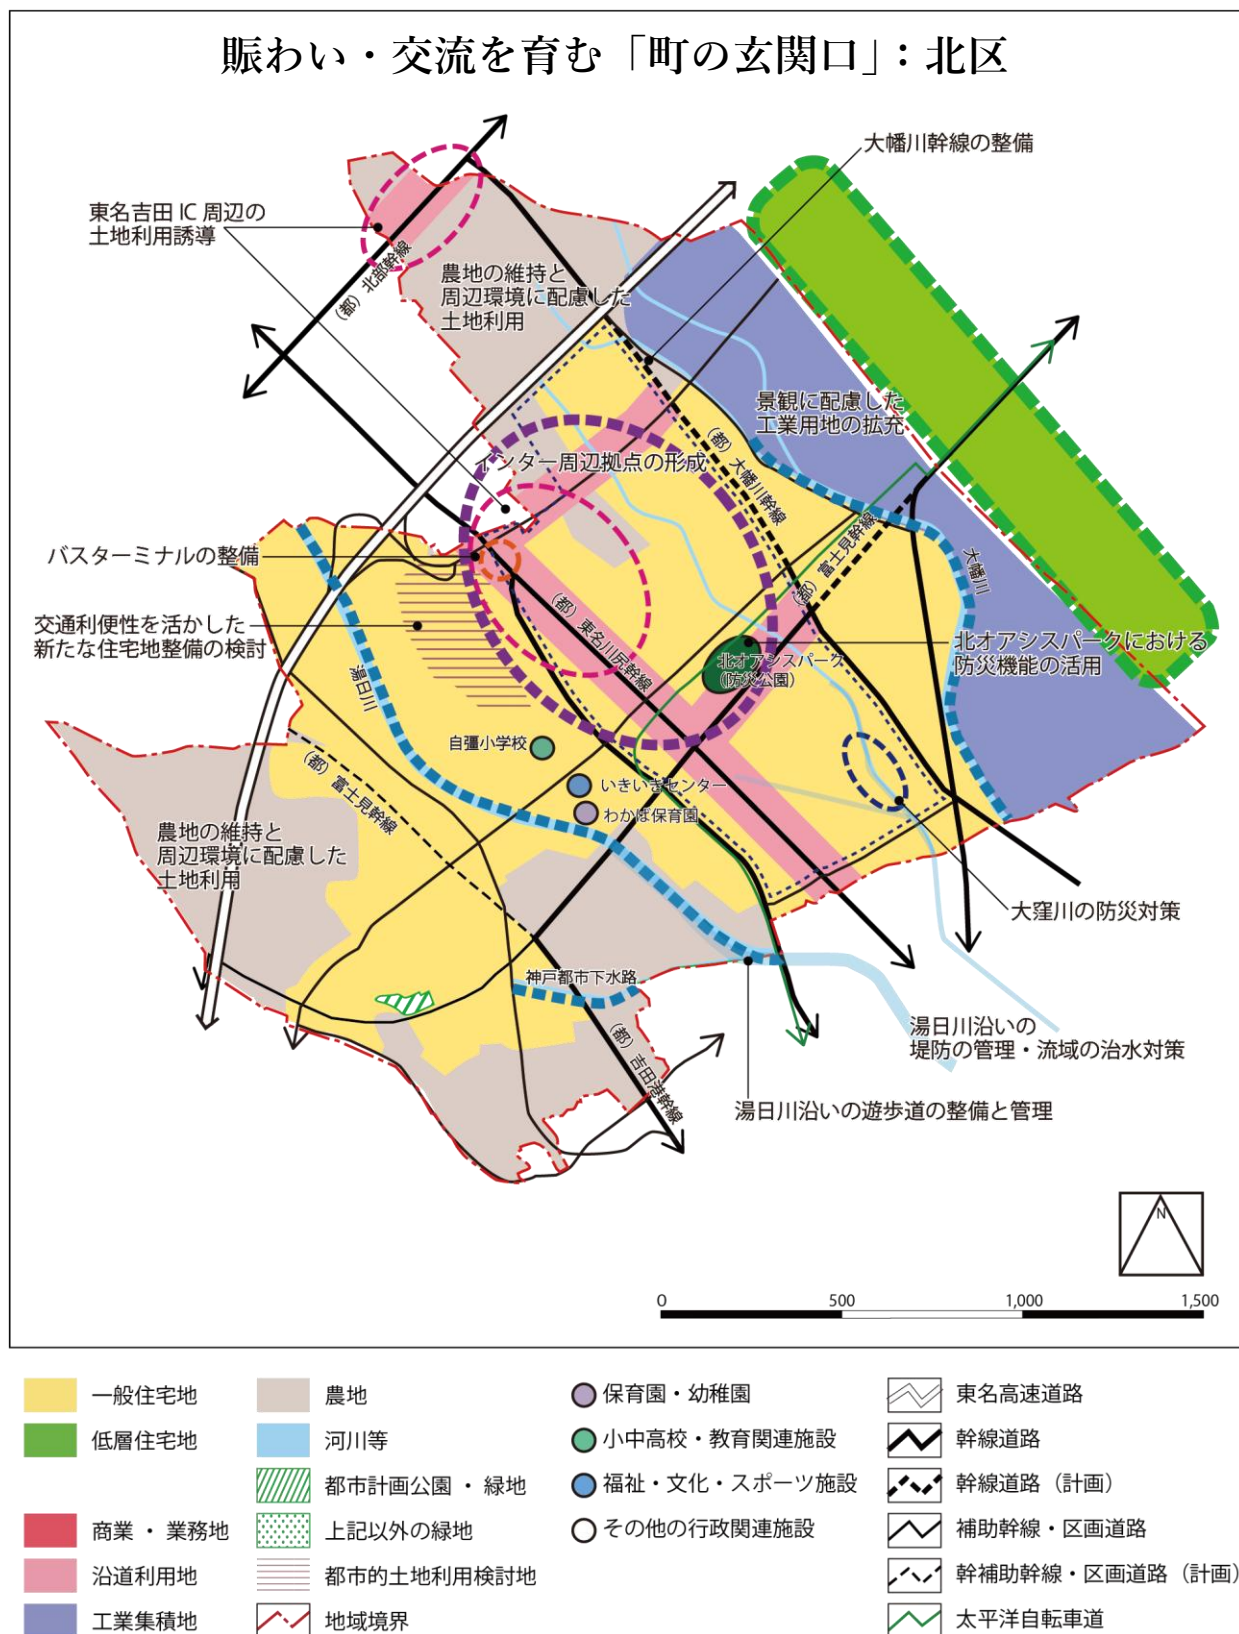 賑わい・交流を育む「町の玄関口」：北区
大幡川幹線の整備
東名吉田 IC 周辺の
土地利用誘導
（都）北部幹線
農地の維持と
周辺環境に配慮した
土地利用
景観に配慮した
工業用地の拡充
（都）大幡川幹線
インター周辺拠点の形成
（都）富士見幹線
大幡川
バスターミナルの整備
（都）東名川尻幹線
交通利便性を活かした
新たな住宅地整備の検討
北オアシスパークにおける
防災機能の活用
北オアシスパーク
（防災公園）
湯日川
自彊小学校
（都）富士見幹線
いきいきセンター
わかば保育園
農地の維持と
周辺環境に配慮した
土地利用
大窪川の防災対策
神戸都市下水路
湯日川沿いの
堤防の管理・流域の治水対策
（都）吉田港幹線
湯日川沿いの遊歩道の整備と管理
N
0 500 1,000 1,500
一般住宅地
低層住宅地
商業 ・ 業務地
沿道利用地
工業集積地
農地
河川等
都市計画公園 ・ 緑地
上記以外の緑地
都市的土地利用検討地
地域境界
保育園・幼稚園
小中高校・教育関連施設
福祉・文化・スポーツ施設
その他の行政関連施設
東名高速道路
幹線道路
幹線道路（計画）
補助幹線・区画道路
幹補助幹線・区画道路（計画）
太平洋自転車道